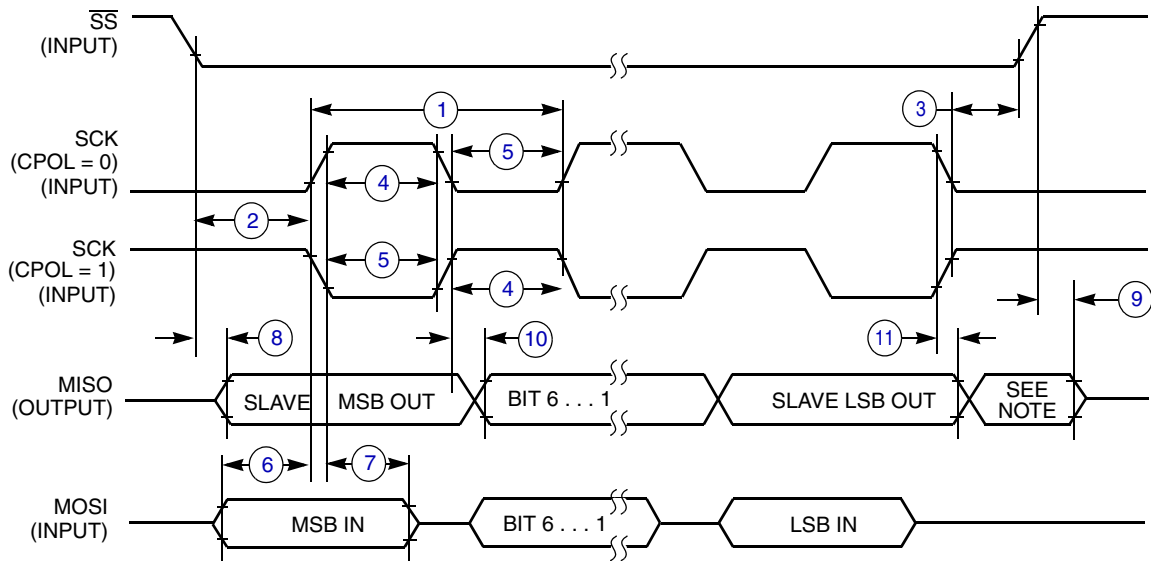 SS
(INPUT)
1
3
SCK
(CPOL = 0)
(INPUT)
5
4
2
SCK
(CPOL = 1)
(INPUT)
5
4
9
8
10
11
MISO
(OUTPUT)
SLAVE MSB OUT
BIT 6 . . . 1
SLAVE LSB OUT
SEE
NOTE
6
7
MOSI
(INPUT)
MSB IN
BIT 6 . . . 1
LSB IN